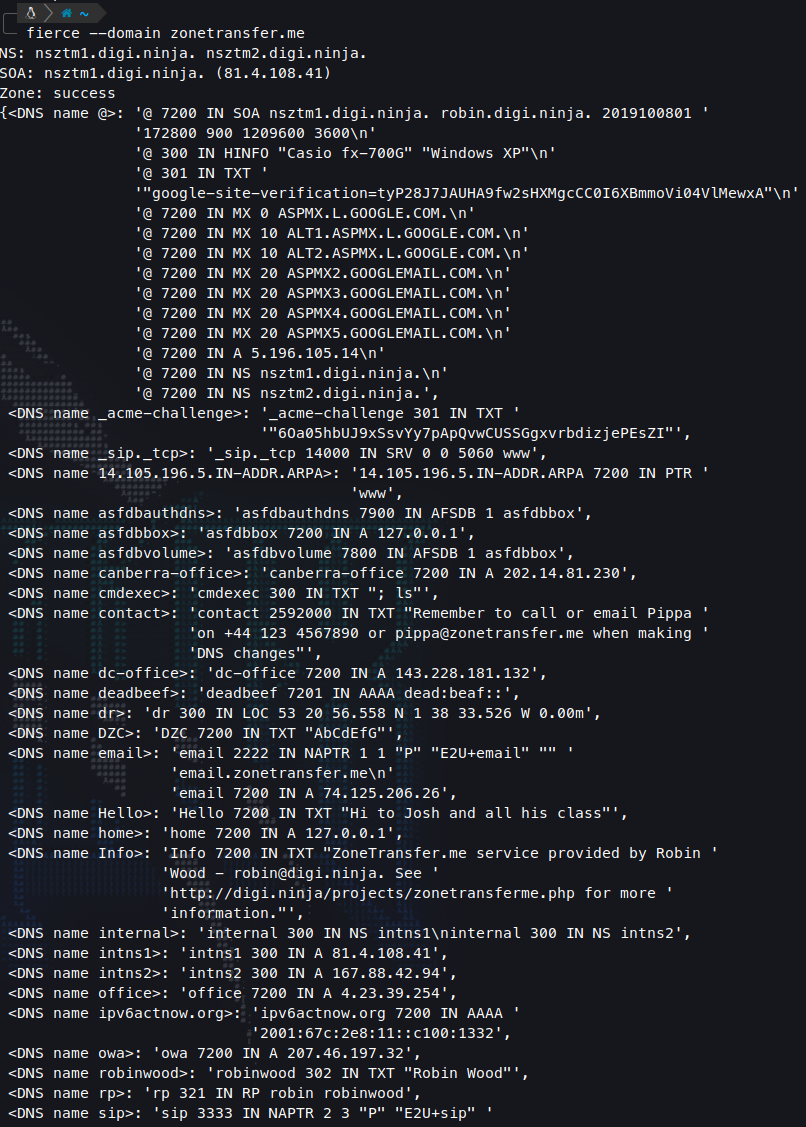 ~
fierce --domain zonetransfer.me
NS: nsztm1.digi.ninja. nsztm2.digi.ninja.
SOA: nsztm1.digi.ninja. (81.4.108.41)
Zone: success
{<DNS name @>: '@ 7200 IN SOA nsztm1.digi.ninja. robin.digi.ninja. 2019100801 '
'172800 900 1209600 3600\n'
'@ 300 IN HINFO "Casio fx-700G" "Windows XP"\n'
'@ 301 IN TXT '
'"google-site-verification=tyP28J7JAUHA9fw2sHXMgcCC0I6XBmmoVi04VlMewxA"\n'
'@ 7200 IN MX 0 ASPMX.L.GOOGLE.COM.\n'
'@ 7200 IN MX 10 ALT1.ASPMX.L.GOOGLE.COM.\n'
'@ 7200 IN MX 10 ALT2.ASPMX.L.GOOGLE.COM.\n'
'@ 7200 IN MX 20 ASPMX2.GOOGLEMAIL.COM.\n'
'@ 7200 IN MX 20 ASPMX3.GOOGLEMAIL.COM.\n'
'@ 7200 IN MX 20 ASPMX4.GOOGLEMAIL.COM.\n'
'@ 7200 IN MX 20 ASPMX5.GOOGLEMAIL.COM.\n'
'@ 7200 IN A 5.196.105.14\n'
'@ 7200 IN NS nsztm1.digi.ninja.\n'
'@ 7200 IN NS nsztm2.digi.ninja.',
<DNS name _acme-challenge>: '_acme-challenge 301 IN TXT '
'"6Oa05hbUJ9xSsvYy7pApQvwCUSSGgxvrbdizjePEsZI"',
<DNS name _sip._tcp>: '_sip._tcp 14000 IN SRV 0 0 5060 www',
<DNS name 14.105.196.5.IN-ADDR.ARPA>: '14.105.196.5.IN-ADDR.ARPA 7200 IN PTR '
'www',
<DNS name asfdbauthdns>: 'asfdbauthdns 7900 IN AFSDB 1 asfdbbox',
<DNS name asfdbbox>: 'asfdbbox 7200 IN A 127.0.0.1',
<DNS name asfdbvolume>: 'asfdbvolume 7800 IN AFSDB 1 asfdbbox',
<DNS name canberra-office>: 'canberra-office 7200 IN A 202.14.81.230',
<DNS name cmdexec>: 'cmdexec 300 IN TXT "; ls"',
<DNS name contact>: 'contact 2592000 IN TXT "Remember to call or email Pippa '
'on +44 123 4567890 or pippa@zonetransfer.me when making '
'DNS changes"',
<DNS name dc-office>: 'dc-office 7200 IN A 143.228.181.132',
<DNS name deadbeef>: 'deadbeef 7201 IN AAAA dead:beaf::',
<DNS name dr>: 'dr 300 IN LOC 53 20 56.558 N 1 38 33.526 W 0.00m',
<DNS name DZC>: 'DZC 7200 IN TXT "AbCdEfG"',
<DNS name email>: 'email 2222 IN NAPTR 1 1 "P" "E2U+email" "" '
'email.zonetransfer.me\n'
'email 7200 IN A 74.125.206.26',
<DNS name Hello>: 'Hello 7200 IN TXT "Hi to Josh and all his class"',
<DNS name home>: 'home 7200 IN A 127.0.0.1',
<DNS name Info>: 'Info 7200 IN TXT "ZoneTransfer.me service provided by Robin '
'Wood - robin@digi.ninja. See '
'http://digi.ninja/projects/zonetransferme.php for more '
'information."',
<DNS name internal>: 'internal 300 IN NS intns1\ninternal 300 IN NS intns2',
<DNS name intns1>: 'intns1 300 IN A 81.4.108.41',
<DNS name intns2>: 'intns2 300 IN A 167.88.42.94',
<DNS name office>: 'office 7200 IN A 4.23.39.254',
<DNS name ipv6actnow.org>: 'ipv6actnow.org 7200 IN AAAA '
'2001:67c:2e8:11::c100:1332',
<DNS name owa>: 'owa 7200 IN A 207.46.197.32',
<DNS name robinwood>: 'robinwood 302 IN TXT "Robin Wood"',
<DNS name rp>: 'rp 321 IN RP robin robinwood',
<DNS name sip>: 'sip 3333 IN NAPTR 2 3 "P" "E2U+sip" '